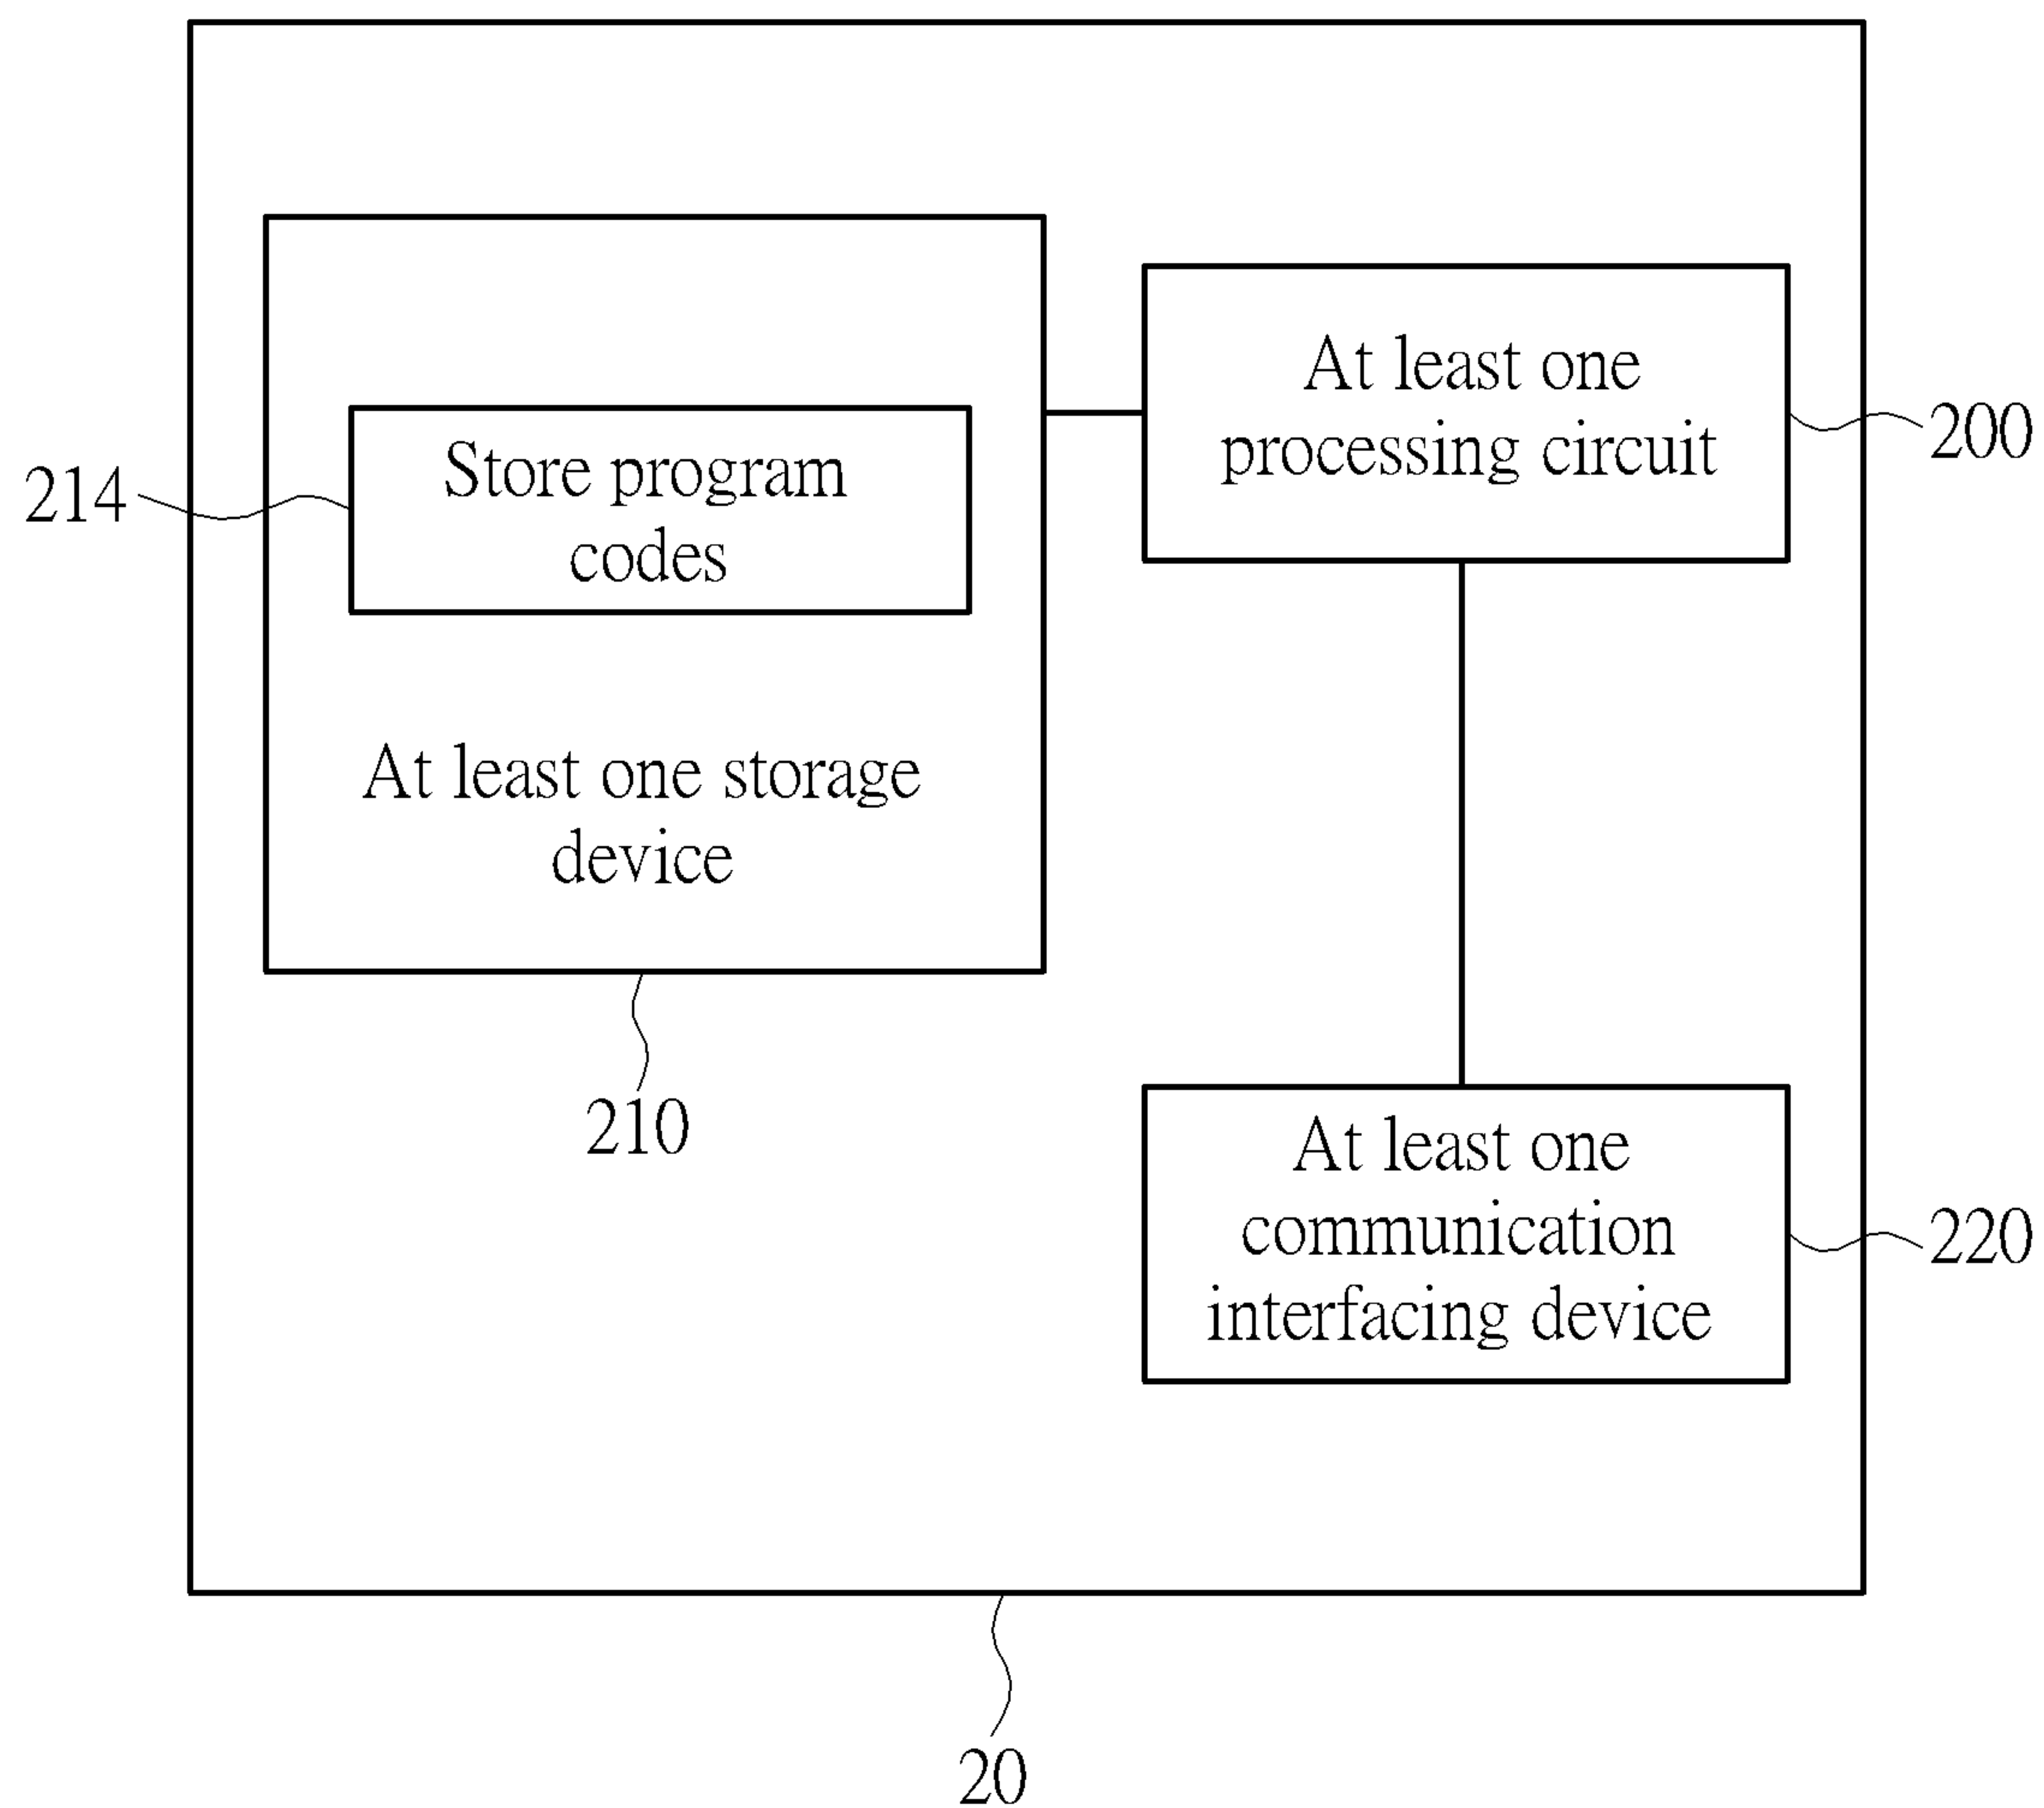 At least one
processing circuit
200
Store program
codes
214
At least one storage
device
210
At least one
communication
interfacing device
220
20